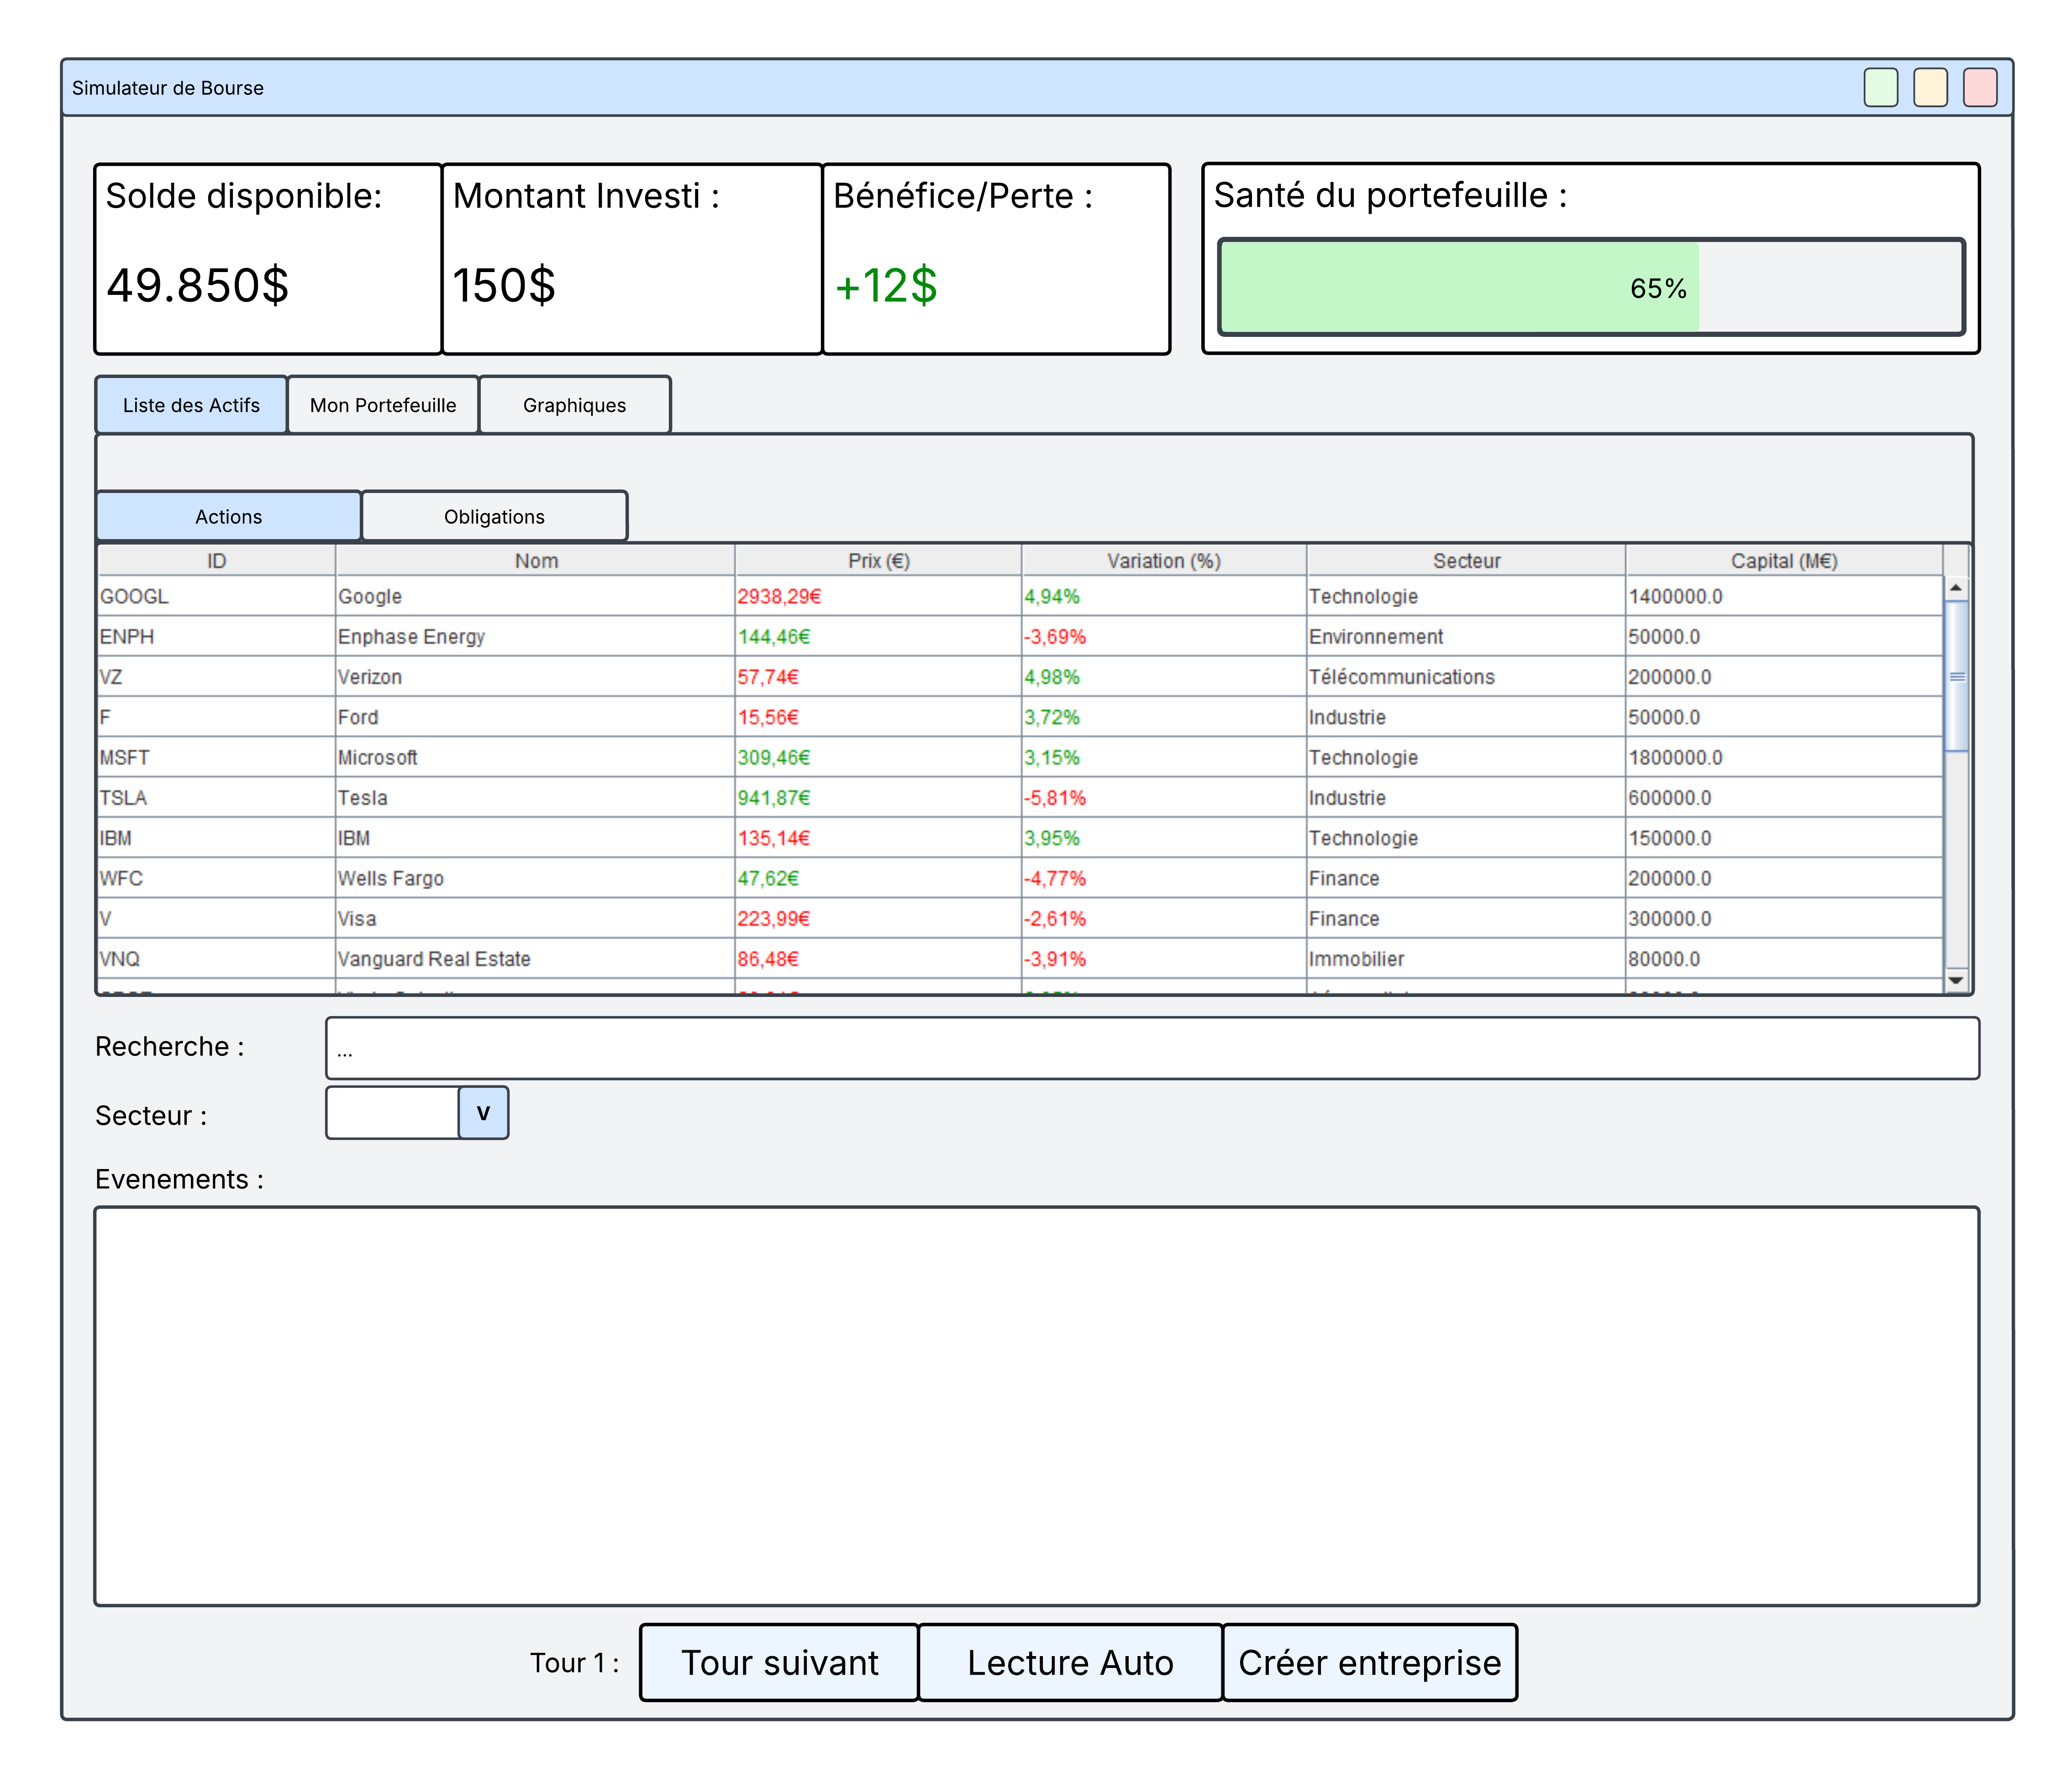 Simulateur de Bourse
Solde disponible: Montant Investi : Bénéfice/Perte : Santé du portefeuille :
49.850$ 150$ +12$ 65%
Liste des Actifs Mon Portefeuille Graphiques
Actions Obligations
ID Nom Prix (€) Variation (%) Secteur Capital (M€)
GOOGL Google 2938,29€ 4,94% Technologie 1400000.0
ENPH Enphase Energy 144,46€ -3,69% Environnement 50000.0
VZ Verizon 57,74€ 4,98% Télécommunications 200000.0
F Ford 15,56€ 3,72% Industrie 50000.0
MSFT Microsoft 309,46€ 3,15% Technologie 1800000.0
TSLA Tesla 941,87€ -5,81% Industrie 600000.0
IBM IBM 135,14€ 3,95% Technologie 150000.0
WFC Wells Fargo 47,62€ -4,77% Finance 200000.0
V Visa 223,99€ -2,61% Finance 300000.0
VNQ Vanguard Real Estate 86,48€ -3,91% Immobilier 80000.0
Recherche : ...
Secteur : V
Evenements :
Tour 1 : Tour suivant Lecture Auto Créer entreprise